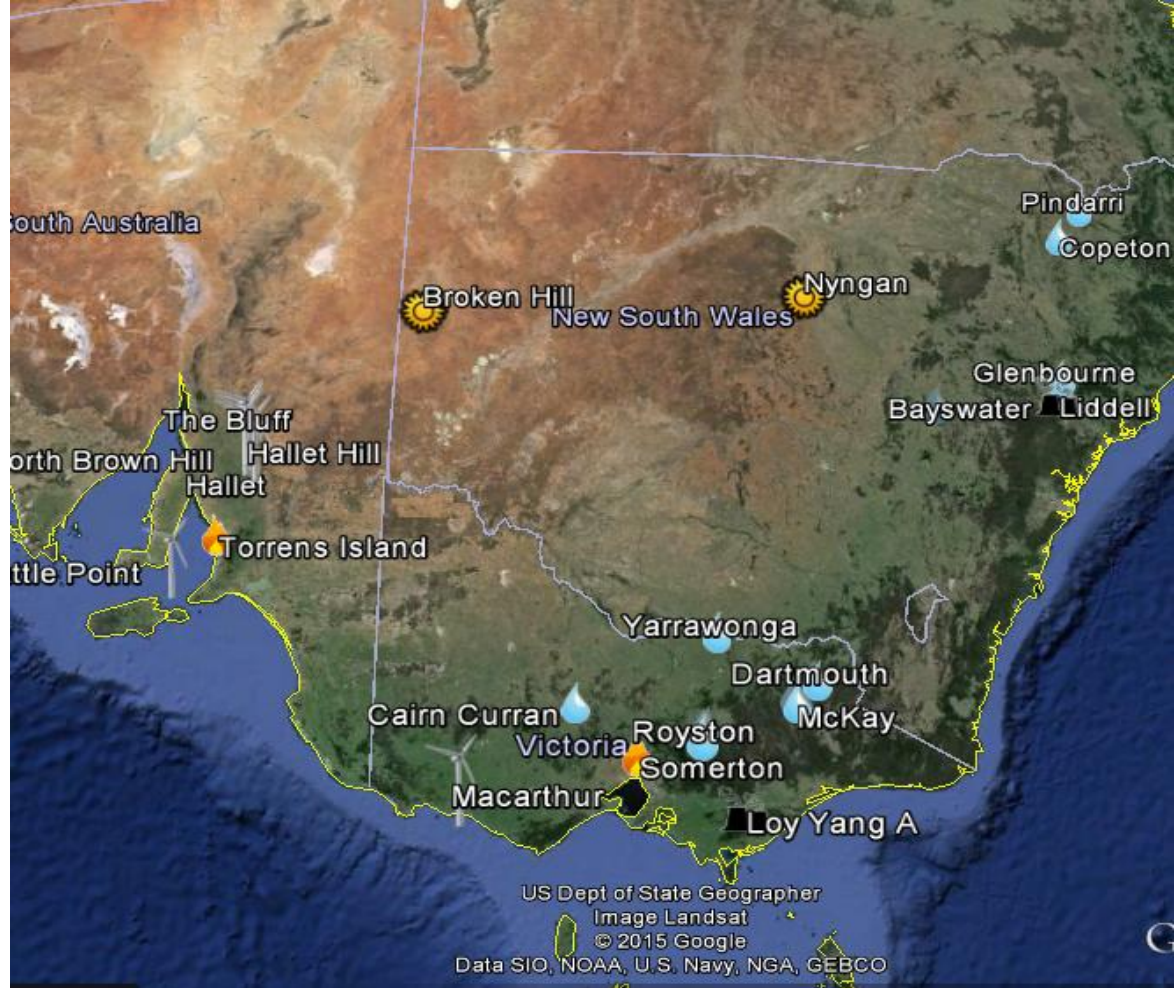 Pindarri
South Australia
Copeton
Nyngan
Broken Hill
New South Wales
Glenbourne
Bayswater
Liddell
The Bluff
Hallet Hill
orth Brown Hill
Hallet
Torrens Island
ttle Point
Yarrawonga
Dartmouth
Cairn Curran
McKay
Royston
Victoria
Somerton
Macarthur
Loy Yang A
US Dept of State Geographer
Image Landsat
© 2015 Google
Data SIO, NOAA, U.S. Navy, NGA, GEBCO